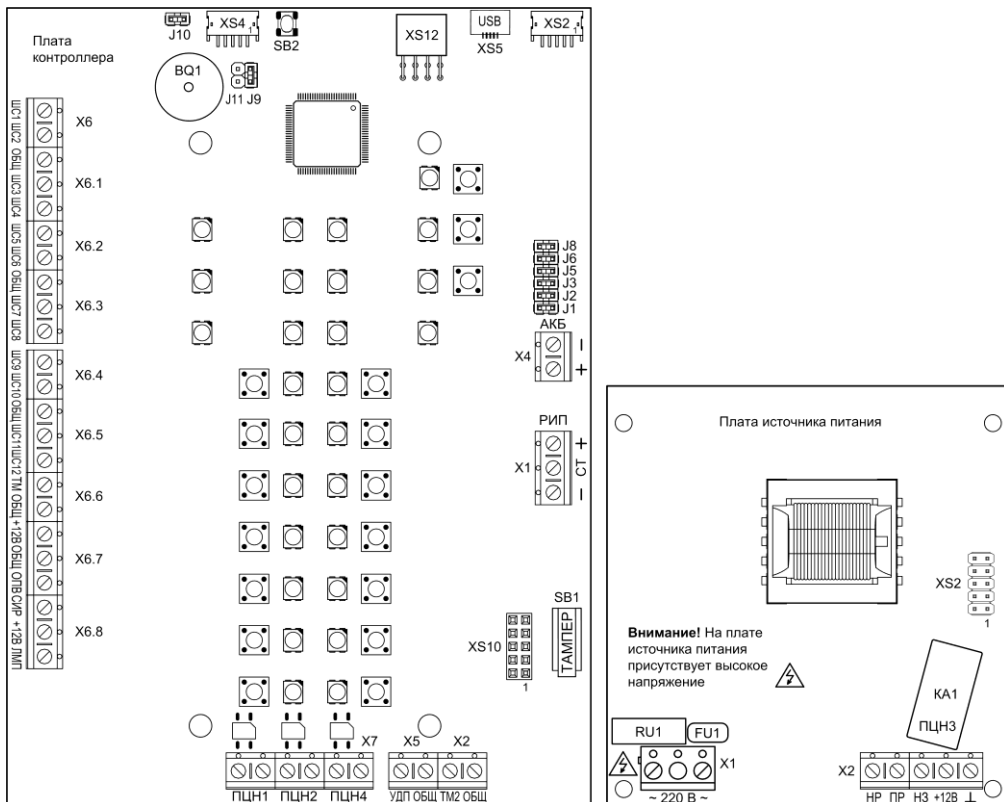 Плата
контроллера
J10
XS4
1
SB2
XS12
USB
XS5
XS2
1
BQ1
J11 J9
ШС1 ШС2 ОБЩ ШС3 ШС4 ШС5 ШС6 ОБЩ ШС7 ШС8
X6
X6.1
X6.2
X6.3
ШС9 ШС10 ОБЩ ШС11 ШС12 ТМ ОБЩ +12В ОБЩ ОПВ СИР +12В ЛМП
X6.4
X6.5
X6.6
X6.7
X6.8
J8
J6
J5
J3
J2
J1
АКБ
X4
–
+
РИП
X1
+
СТ
–
SB1
ТАМПЕР
XS10
1
X7
X5
X2
ПЦН1 ПЦН2 ПЦН4
УДП ОБЩ ТМ2 ОБЩ
Плата источника питания
XS2
1
Внимание! На плате
источника питания
присутствует высокое
напряжение
КА1
ПЦН3
RU1
FU1
X1
~ 220 В ~
X2
НР ПР НЗ +12В ⊥